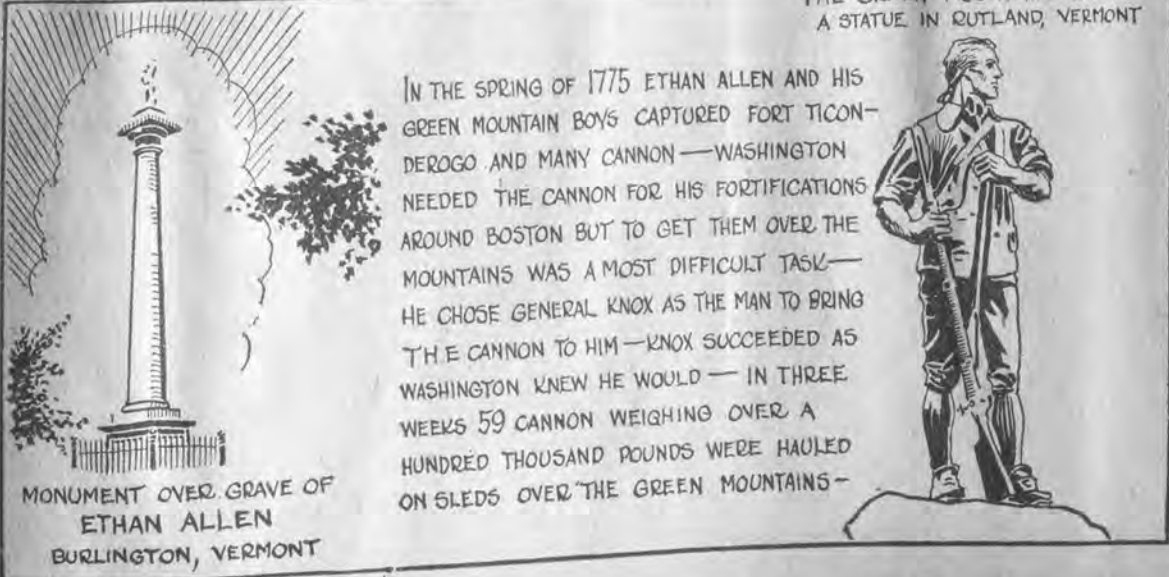 A STATUE IN RUTLAND, VERMONT
IN THE SPRING OF 1775 ETHAN ALLEN AND HIS
GREEN MOUNTAIN BOYS CAPTURED FORT TICON-
DEROGO AND MANY CANNON — WASHINGTON
NEEDED THE CANNON FOR HIS FORTIFICATIONS
AROUND BOSTON BUT TO GET THEM OVER THE
MOUNTAINS WAS A MOST DIFFICULT TASK —
HE CHOSE GENERAL KNOX AS THE MAN TO BRING
THE CANNON TO HIM — KNOX SUCCEEDED AS
WASHINGTON KNEW HE WOULD — IN THREE
WEEKS 59 CANNON WEIGHING OVER A
HUNDRED THOUSAND POUNDS WERE HAULED
ON SLEDS OVER THE GREEN MOUNTAINS -
MONUMENT OVER GRAVE OF
ETHAN ALLEN
BURLINGTON, VERMONT